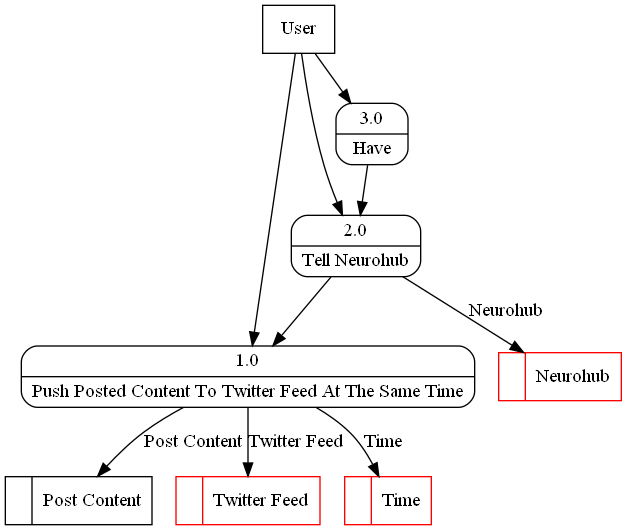 User
3.0
Have
2.0
Tell Neurohub
Neurohub
1.0
Push Posted Content To Twitter Feed At The Same Time
Neurohub
Post Content
Twitter Feed
Time
Post Content
Twitter Feed
Time